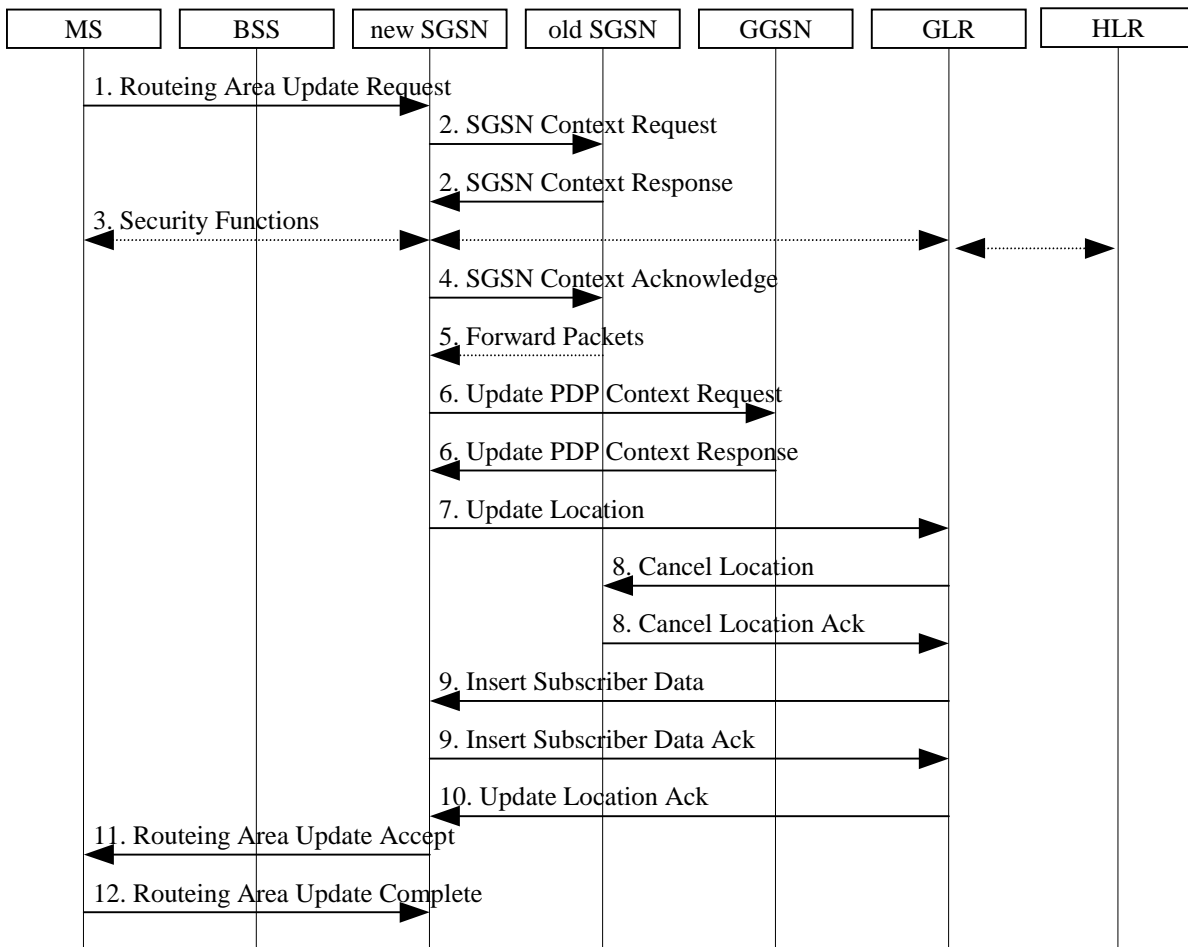 MS BSS new SGSN old SGSN GGSN GLR HLR
1. Routeing Area Update Request
2. SGSN Context Request
2. SGSN Context Response
3. Security Functions
4. SGSN Context Acknowledge
5. Forward Packets
6. Update PDP Context Request
6. Update PDP Context Response
7. Update Location
8. Cancel Location
8. Cancel Location Ack
9. Insert Subscriber Data
9. Insert Subscriber Data Ack
10. Update Location Ack
11. Routeing Area Update Accept
12. Routeing Area Update Complete